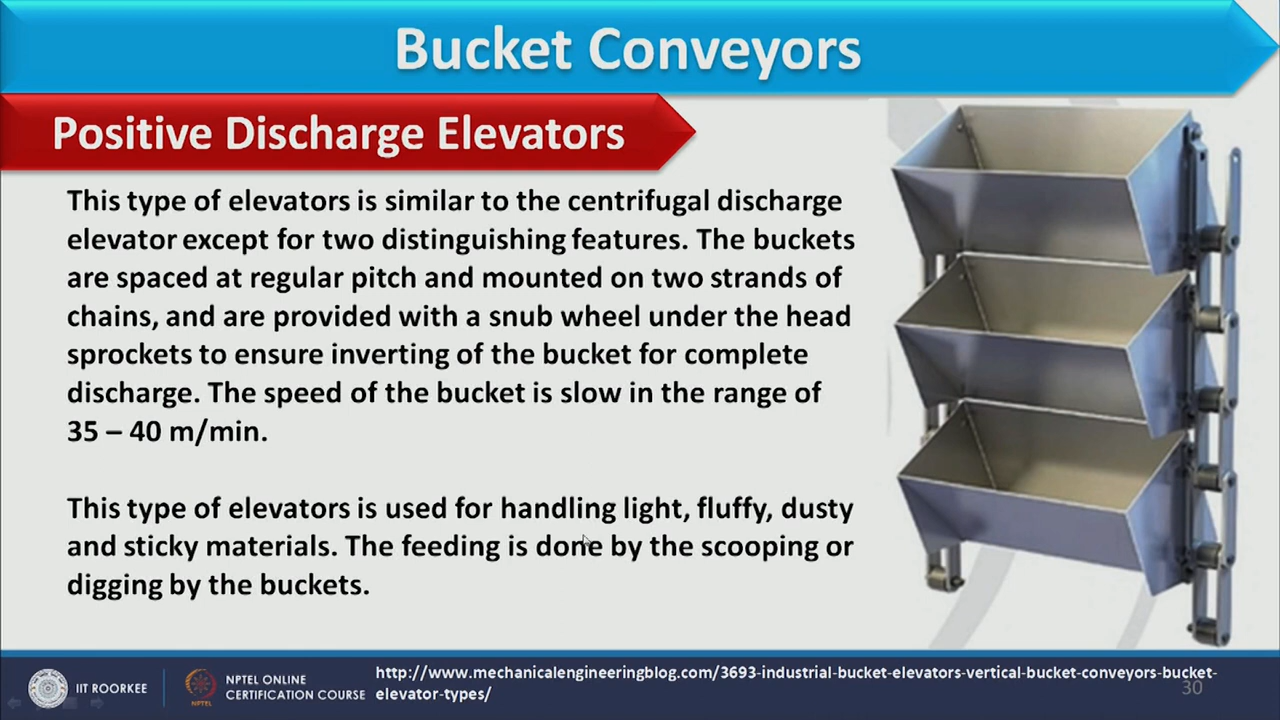 Bucket Conveyors
Positive Discharge Elevators
This type of elevators is similar to the centrifugal discharge
elevator except for two distinguishing features. The buckets
are spaced at regular pitch and mounted on two strands of
chains, and are provided with a snub wheel under the head
sprockets to ensure inverting of the bucket for complete
discharge. The speed of the bucket is slow in the range of
35 – 40 m/min.
This type of elevators is used for handling light, fluffy, dusty
and sticky materials. The feeding is done by the scooping or
digging by the buckets.
IIT ROORKEE
NPTEL
NPTEL ONLINE
CERTIFICATION COURSE
http://www.mechanicalengineeringblog.com/3693-industrial-bucket-elevators-vertical-bucket-conveyors-bucket-
elevator-types/
30